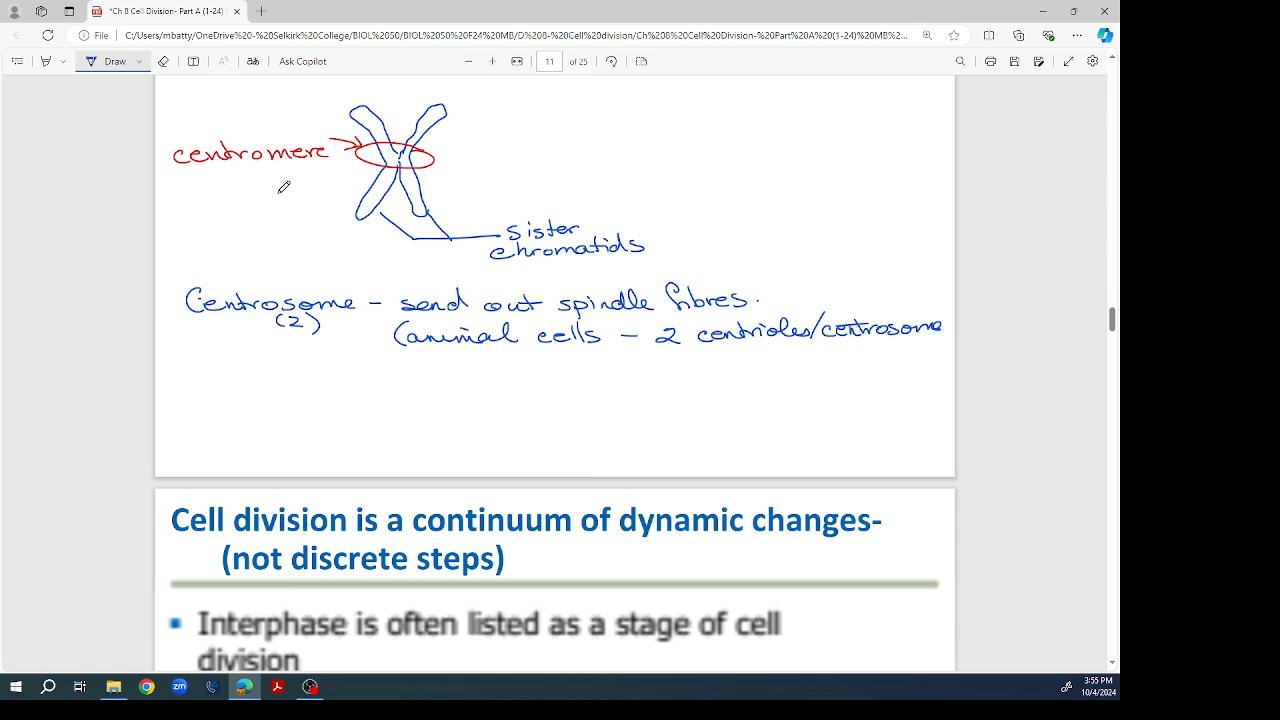 *Ch 8 Cell Division- Part A (1-24)
File
C:/Users/mbatty/OneDrive%20-%20Selkirk%20College/BIOL%2050/BIOL%2050%20F24%20MB/D%208-%20Cell%20division/Ch%208%20Cell%20Division-%20Part%20A%20(1-24)%20MB%2...
Draw
Ask Copilot
11 of 25
centromere
sister
chromatids
Centrosome - send out spindle fibres.
(2)
(animal cells - 2 centrioles/centrosome
Cell division is a continuum of dynamic changes-
(not discrete steps)
▪ Interphase is often listed as a stage of cell
division
3:55 PM
10/4/2024